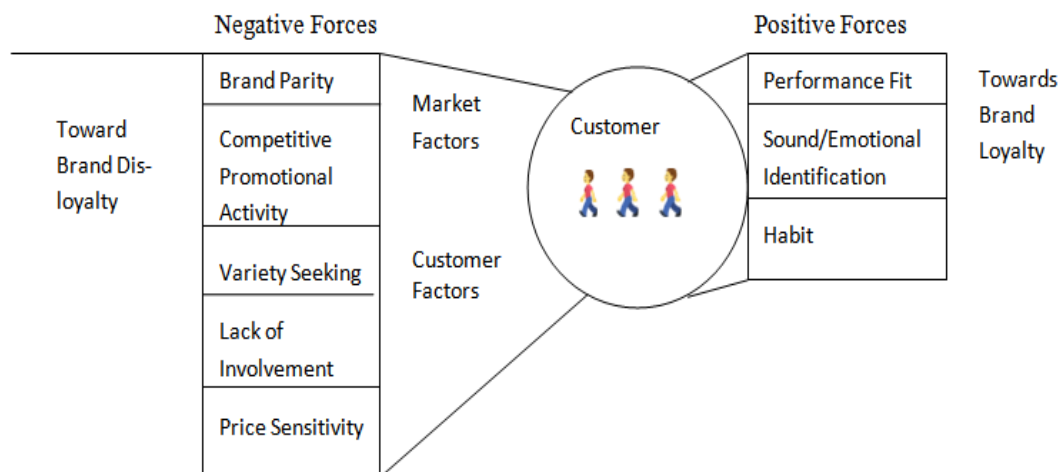 Negative Forces
Positive Forces
Toward
Brand Dis-
loyalty
Brand Parity
Competitive
Promotional
Activity
Variety Seeking
Lack of
Involvement
Price Sensitivity
Market
Factors
Customer
Factors
Customer
Performance Fit
Sound/Emotional
Identification
Habit
Towards
Brand
Loyalty